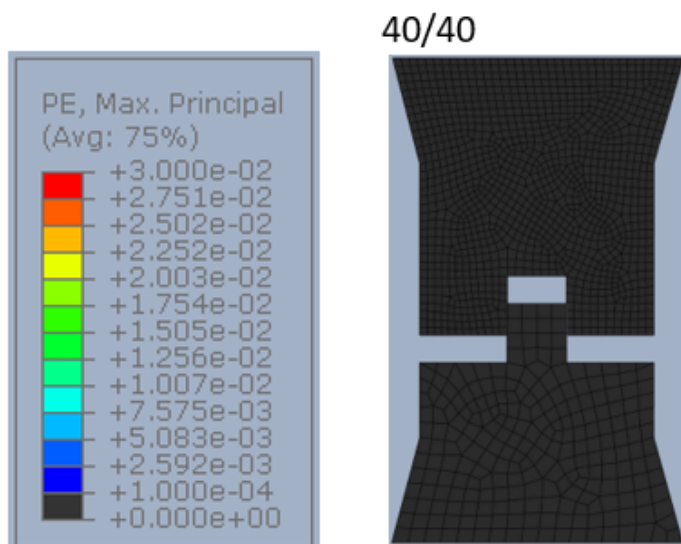 40/40
PE, Max. Principal
(Avg: 75%)
+3.000e-02
+2.751e-02
+2.502e-02
+2.252e-02
+2.003e-02
+1.754e-02
+1.505e-02
+1.256e-02
+1.007e-02
+7.575e-03
+5.083e-03
+2.592e-03
+1.000e-04
+0.000e+00